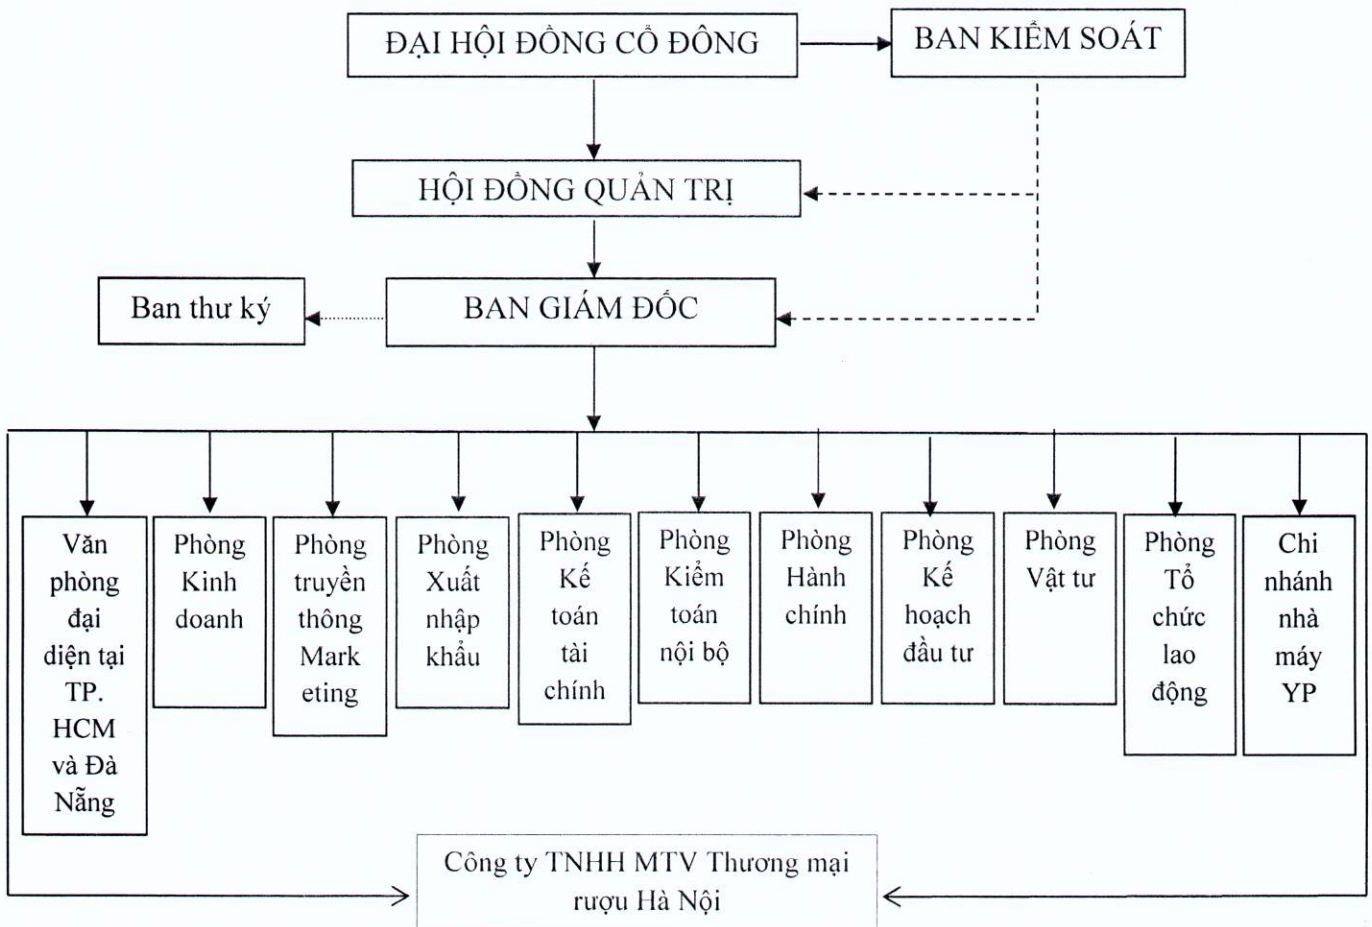 ĐẠI HỘI ĐỒNG CỔ ĐÔNG
BAN KIỂM SOÁT
HỘI ĐỒNG QUẢN TRỊ
Ban thư ký
BAN GIÁM ĐỐC
Văn
phòng
đại
diện tại
TP.
HCM
và Đà
Nẵng
Phòng
Kinh
doanh
Phòng
truyền
thông
Mark
eting
Phòng
Xuất
nhập
khẩu
Phòng
Kế
toán
tài
chính
Phòng
Kiểm
toán
nội bộ
Phòng
Hành
chính
Phòng
Kế
hoạch
đầu tư
Phòng
Vật tư
Phòng
Tổ
chức
lao
động
Chi
nhánh
nhà
máy
YP
Công ty TNHH MTV Thương mại
rượu Hà Nội